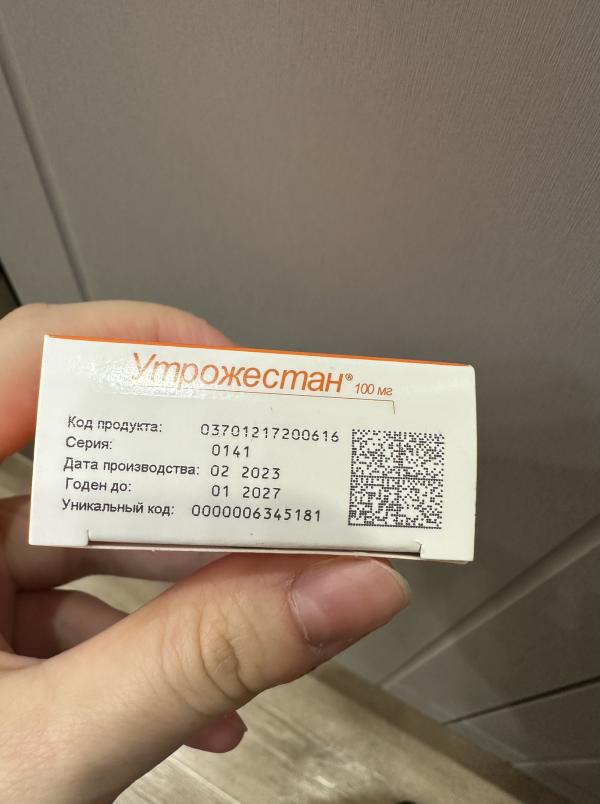 Утрожестан® 100 мг
Код продукта: 03701217200616
Серия: 0141
Дата производства: 02 2023
Годен до: 01 2027
Уникальный код: 0000006345181